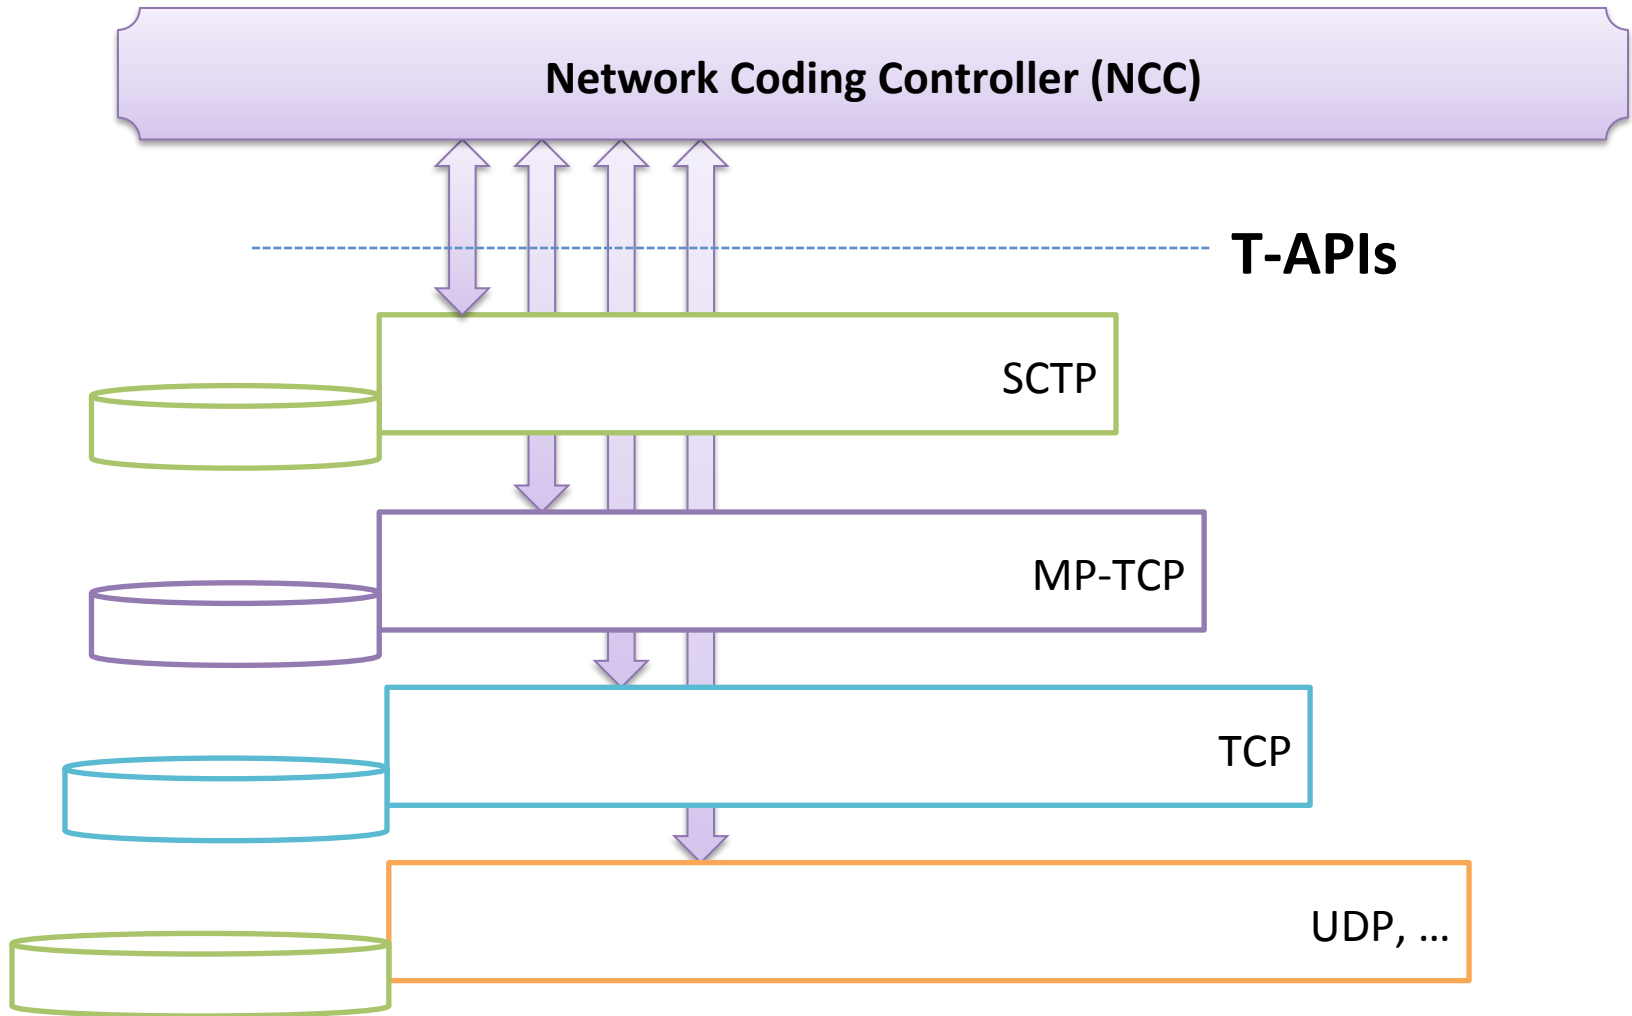 Network Coding Controller (NCC)
T-APIs
SCTP
MP-TCP
TCP
UDP, ...